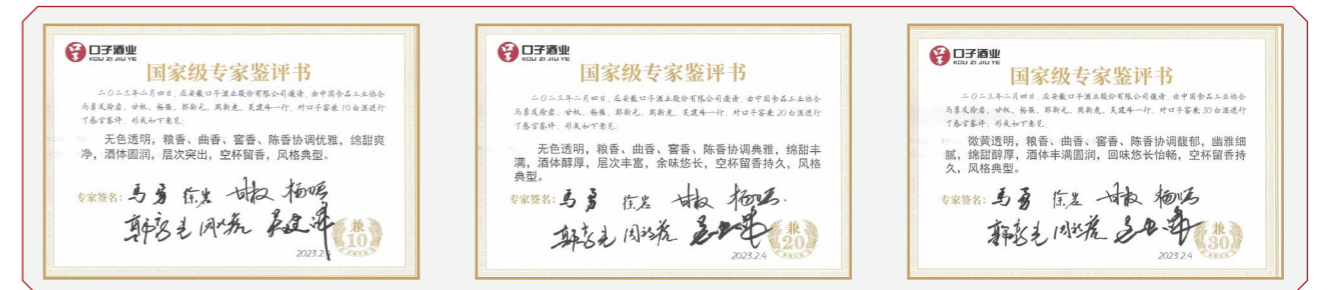 口子酒业
KOU ZI JIU YE
国家级专家鉴评书
二〇二三年二月四日,应安徽口子酒业股份有限公司邀请,由中国食品工业协会
马勇及徐岩、甘权、杨强、郭新光、周新虎、吴建峰一行,对口子窖兼10白酒进行
了感官鉴评,形成如下意见:
无色透明,粮香、曲香、窖香、陈香协调优雅,绵甜爽
净,酒体圆润,层次突出,空杯留香,风格典型。
专家签名:
兼
10
2023.2.4
口子酒业
KOU ZI JIU YE
国家级专家鉴评书
二〇二三年二月四日,应安徽口子酒业股份有限公司邀请,由中国食品工业协会
马勇及徐岩、甘权、杨强、郭新光、周新虎、吴建峰一行,对口子窖兼20白酒进行
了感官鉴评,形成如下意见:
无色透明,粮香、曲香、窖香、陈香协调典雅,绵甜丰
满,酒体醇厚,层次丰富,余味悠长,空杯留香持久,风格
典型。
专家签名:
兼
20
2023.2.4
口子酒业
KOU ZI JIU YE
国家级专家鉴评书
二〇二三年二月四日,应安徽口子酒业股份有限公司邀请,由中国食品工业协会
马勇及徐岩、甘权、杨强、郭新光、周新虎、吴建峰一行,对口子窖兼30白酒进行
了感官鉴评,形成如下意见:
微黄透明,粮香、曲香、窖香、陈香协调馥郁,幽雅细
腻,绵甜醇厚,酒体丰满圆润,回味悠长怡畅,空杯留香持
久,风格典型。
专家签名:
兼
30
2023.2.4